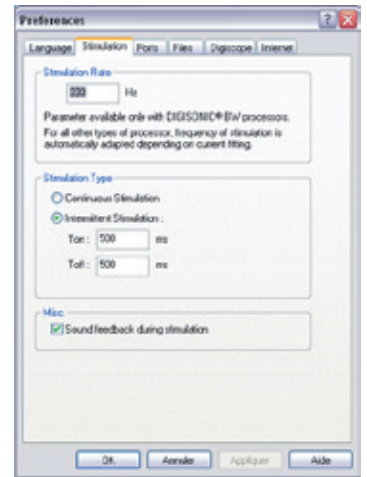 Preferences
Language Stimulation Ports Files Digiscope Internet
Stimulation Rate
Hz
Parameter available only with DIGISONIC® BW processors.
For all other types of processor, frequency of stimulation is
automatically adapted depending on current fitting.
Stimulation Type
Continuous Stimulation
Intermittent Stimulation :
Ton : 500 ms
Toff : 500 ms
Misc.
Sound feedback during stimulation
OK Annuler Appliquer Aide